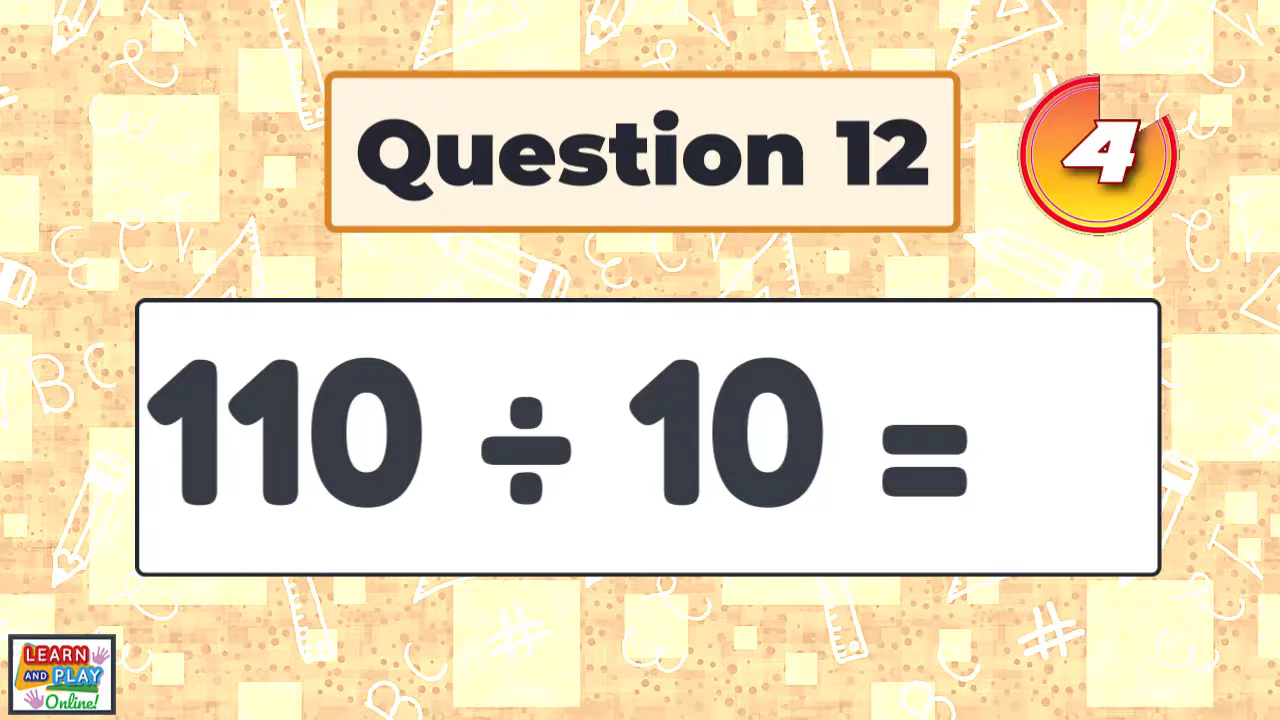 Question 12
4
110 ÷ 10 =
LEARN
AND PLAY
Online!